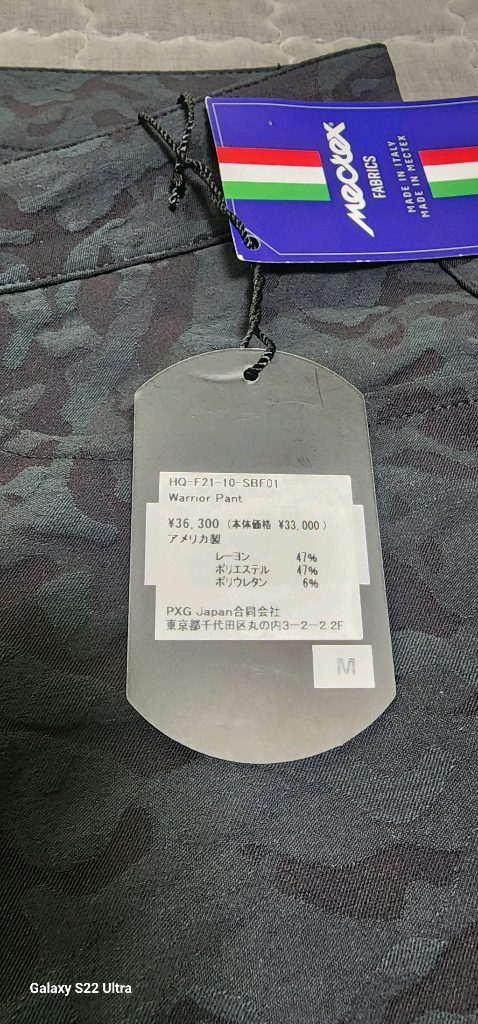 mectex
FABRICS
MADE IN ITALY
MADE IN MECTEX
HQ-F21-10-SBF01
Warrior Pant
¥36,300 (本体価格 ¥33,000)
アメリカ製
レーヨン 47%
ポリエステル 47%
ポリウレタン 6%
PXG Japan合同会社
東京都千代田区丸の内3-2-2 2F
M
Galaxy S22 Ultra